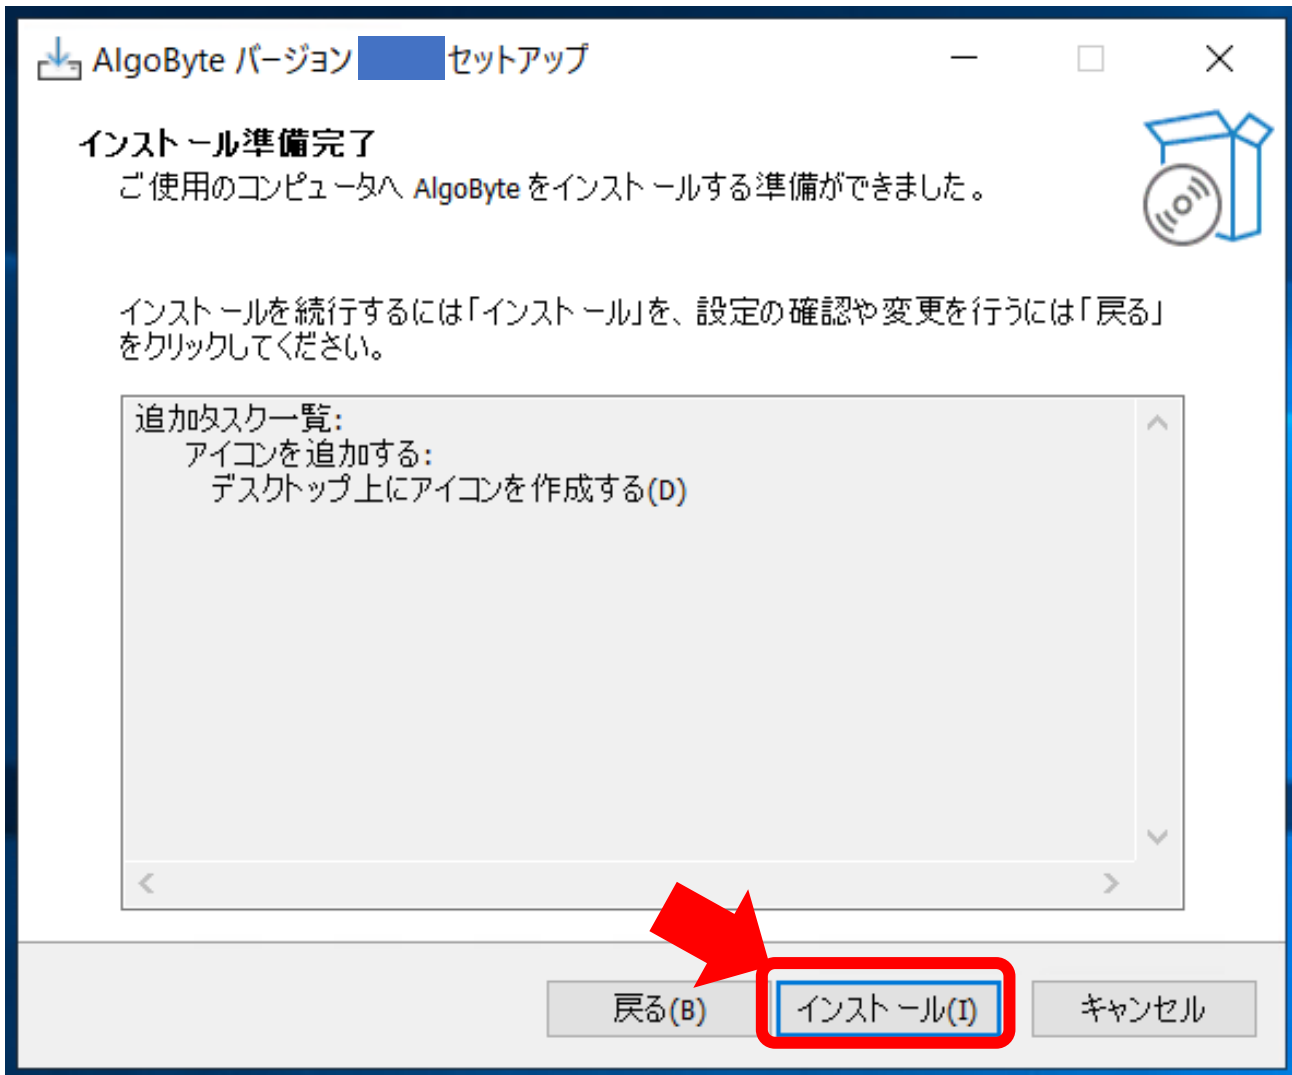 AlgoByte バージョン セットアップ
インストール準備完了
ご使用のコンピュータへ AlgoByte をインストールする準備ができました。
インストールを続行するには「インストール」を、設定の確認や変更を行うには「戻る」
をクリックしてください。
追加タスク一覧:
アイコンを追加する:
デスクトップ上にアイコンを作成する(D)
戻る(B)
インストール(I)
キャンセル